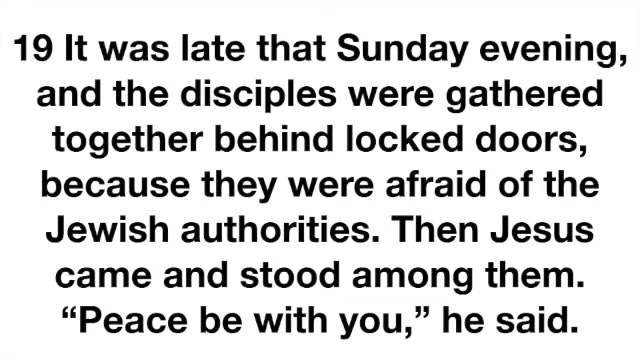 19 It was late that Sunday evening,
and the disciples were gathered
together behind locked doors,
because they were afraid of the
Jewish authorities. Then Jesus
came and stood among them.
“Peace be with you,” he said.